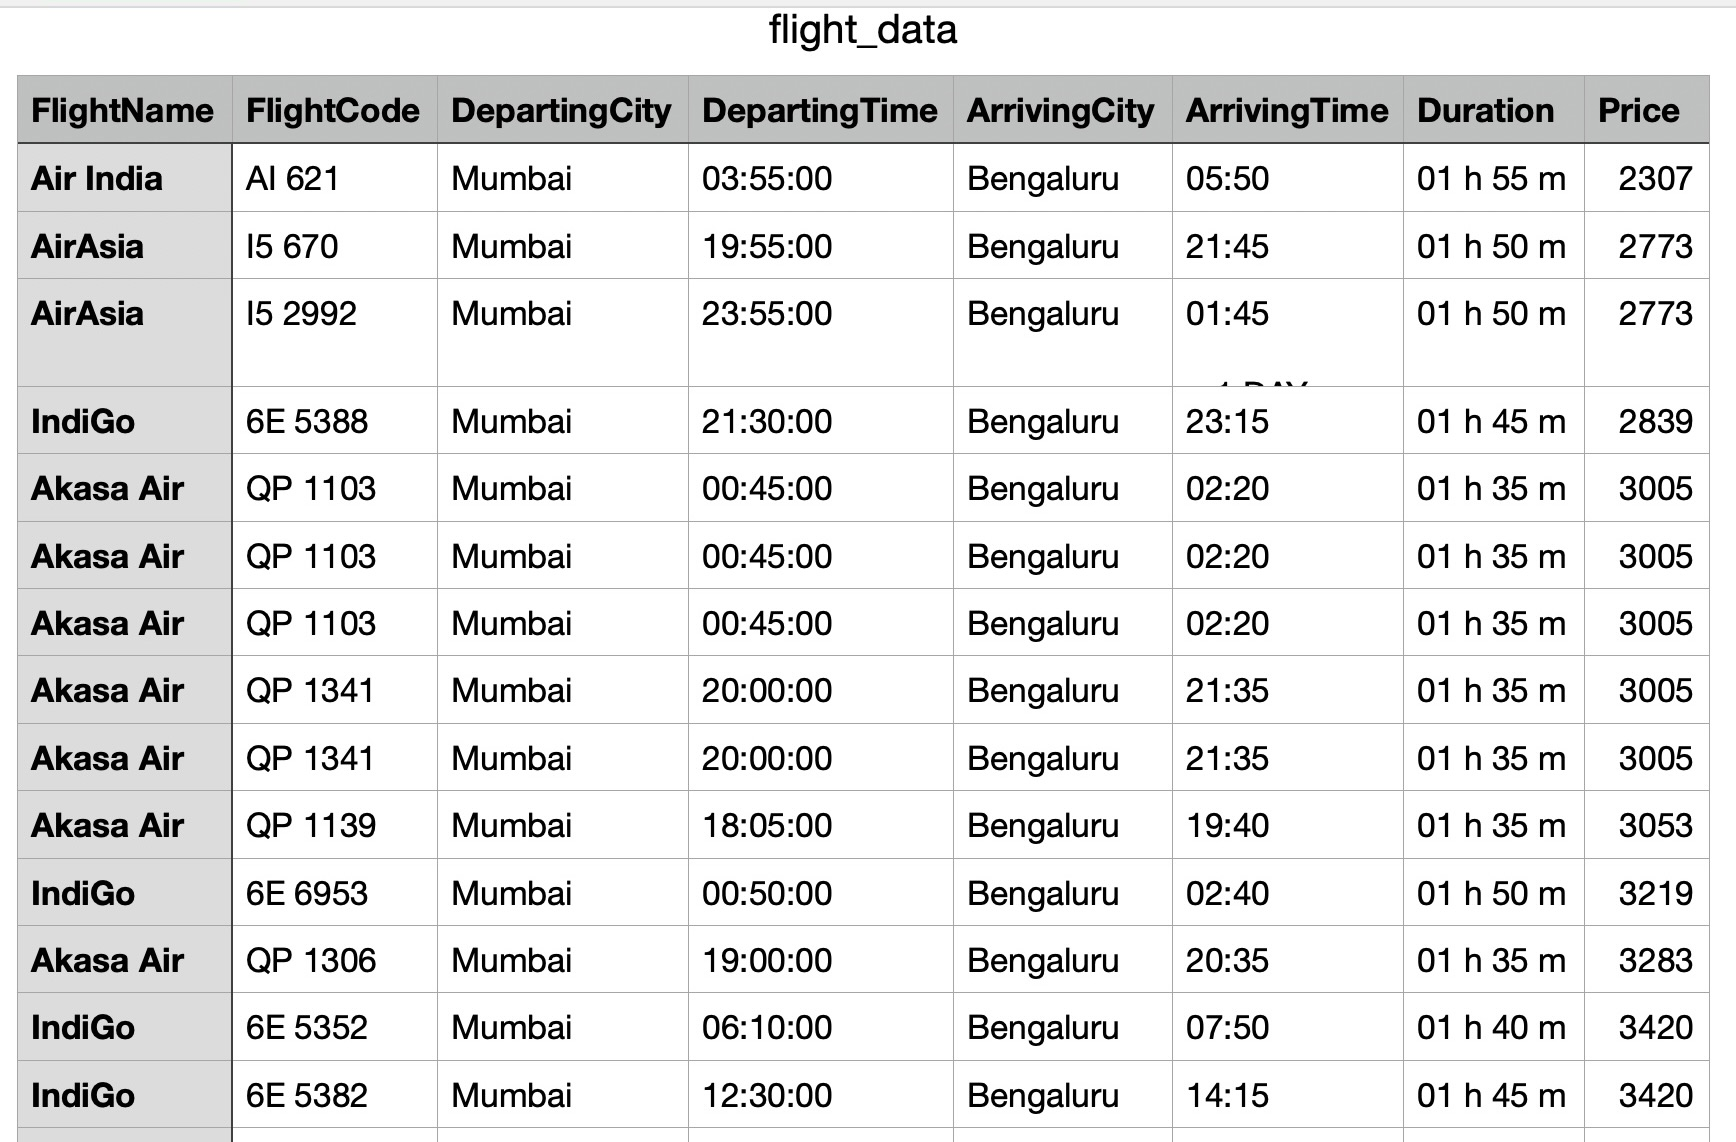 flight_data
FlightName FlightCode DepartingCity DepartingTime ArrivingCity ArrivingTime Duration Price
Air India AI 621 Mumbai 03:55:00 Bengaluru 05:50 01 h 55 m 2307
AirAsia I5 670 Mumbai 19:55:00 Bengaluru 21:45 01 h 50 m 2773
AirAsia I5 2992 Mumbai 23:55:00 Bengaluru 01:45 01 h 50 m 2773
IndiGo 6E 5388 Mumbai 21:30:00 Bengaluru 23:15 01 h 45 m 2839
Akasa Air QP 1103 Mumbai 00:45:00 Bengaluru 02:20 01 h 35 m 3005
Akasa Air QP 1103 Mumbai 00:45:00 Bengaluru 02:20 01 h 35 m 3005
Akasa Air QP 1103 Mumbai 00:45:00 Bengaluru 02:20 01 h 35 m 3005
Akasa Air QP 1341 Mumbai 20:00:00 Bengaluru 21:35 01 h 35 m 3005
Akasa Air QP 1341 Mumbai 20:00:00 Bengaluru 21:35 01 h 35 m 3005
Akasa Air QP 1139 Mumbai 18:05:00 Bengaluru 19:40 01 h 35 m 3053
IndiGo 6E 6953 Mumbai 00:50:00 Bengaluru 02:40 01 h 50 m 3219
Akasa Air QP 1306 Mumbai 19:00:00 Bengaluru 20:35 01 h 35 m 3283
IndiGo 6E 5352 Mumbai 06:10:00 Bengaluru 07:50 01 h 40 m 3420
IndiGo 6E 5382 Mumbai 12:30:00 Bengaluru 14:15 01 h 45 m 3420